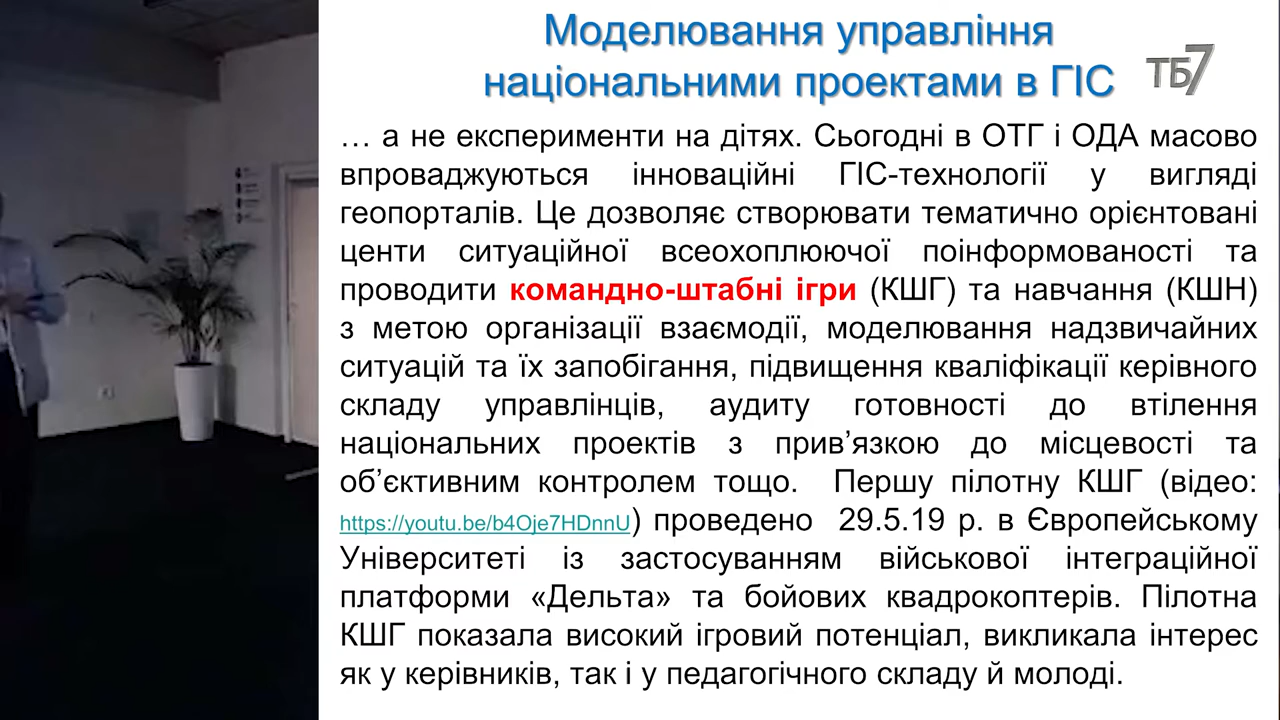 Моделювання управління
національними проектами в ГІС
ТБ7
… а не експерименти на дітях. Сьогодні в ОТГ і ОДА масово
впроваджуються інноваційні ГІС-технології у вигляді
геопорталів. Це дозволяє створювати тематично орієнтовані
центи ситуаційної всеохоплюючої поінформованості та
проводити командно-штабні ігри (КШГ) та навчання (КШН)
з метою організації взаємодії, моделювання надзвичайних
ситуацій та їх запобігання, підвищення кваліфікації керівного
складу управлінців, аудиту готовності до втілення
національних проектів з прив’язкою до місцевості та
об’єктивним контролем тощо. Першу пілотну КШГ (відео:
https://youtu.be/b4Oje7HDnnU) проведено 29.5.19 р. в Європейському
Університеті із застосуванням військової інтеграційної
платформи «Дельта» та бойових квадрокоптерів. Пілотна
КШГ показала високий ігровий потенціал, викликала інтерес
як у керівників, так і у педагогічного складу й молоді.